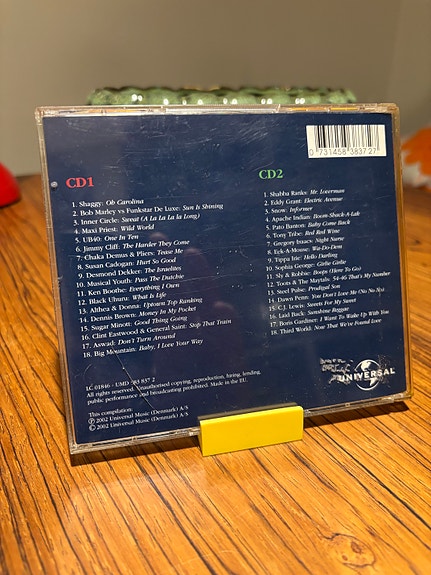 0 731458 383727
CD1
1. Shaggy: Oh Carolina
2. Bob Marley vs Funkstar De Luxe: Sun Is Shining
3. Inner Circle: Sweat (A La La La La Long)
4. Maxi Priest: Wild World
5. UB40: One In Ten
6. Jimmy Cliff: The Harder They Come
7. Chaka Demus & Pliers: Tease Me
8. Susan Cadogan: Hurt So Good
9. Desmond Dekker: The Israelites
10. Musical Youth: Pass The Dutchie
11. Ken Boothe: Everything I Own
12. Black Uhuru: What Is Life
13. Althea & Donna: Uptown Top Ranking
14. Dennis Brown: Money In My Pocket
15. Sugar Minott: Good Thing Going
16. Clint Eastwood & General Saint: Stop That Train
17. Aswad: Don't Turn Around
18. Big Mountain: Baby, I Love Your Way
CD2
1. Shabba Ranks: Mr. Loverman
2. Eddy Grant: Electric Avenue
3. Snow: Informer
4. Apache Indian: Boom-Shack-A-Lak
5. Pato Banton: Baby Come Back
6. Tony Tribe: Red Red Wine
7. Gregory Isaacs: Night Nurse
8. Eek-A-Mouse: Wa-Do-Dem
9. Tippa Irie: Hello Darling
10. Sophia George: Girlie Girlie
11. Sly & Robbie: Boops (Here To Go)
12. Toots & The Maytals: 54-46 That's My Number
13. Steel Pulse: Prodigal Son
14. Dawn Penn: You Don't Love Me (No No No)
15. C.J. Lewis: Sweets For My Sweet
16. Laid Back: Sunshine Reggae
17. Boris Gardiner: I Want To Wake Up With You
18. Third World: Now That We've Found Love
LC 01846 - UMD 583 837 2
All rights reserved. Unauthorised copying, reproduction, hiring, lending,
public performance and broadcasting prohibited. Made in the EU.
This compilation:
℗ 2002 Universal Music (Denmark) A/S
© 2002 Universal Music (Denmark) A/S
UNIVERSAL